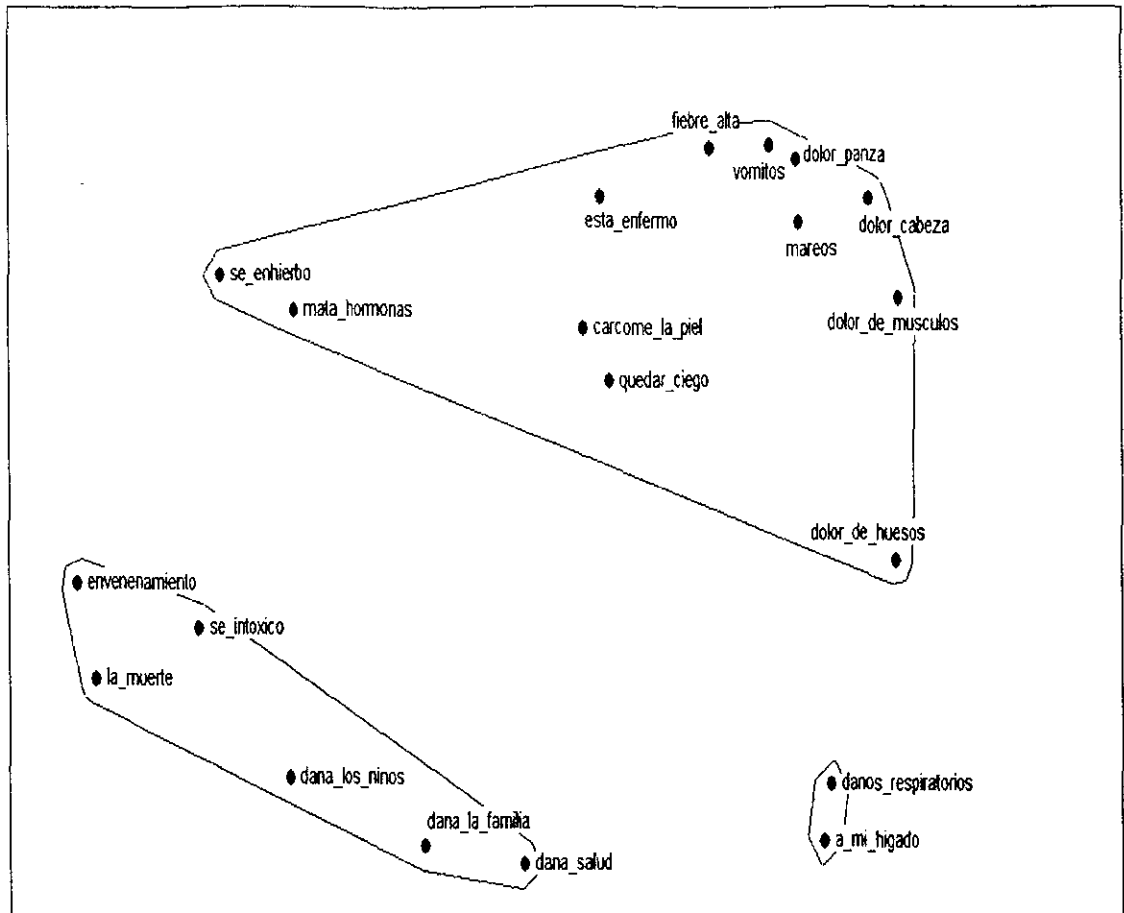 fiebre_alta
vomitos
dolor_panza
esta_enfermo
dolor_cabeza
mareos
se_enhierbo
mata_hormonas
dolor_de_musculos
carcome_la_piel
quedar_ciego
dolor_de_huesos
envenenamiento
se_intoxico
la_muerte
dana_los_ninos
danos_respiratorios
dana_la_familia
a_mi_higado
dana_salud